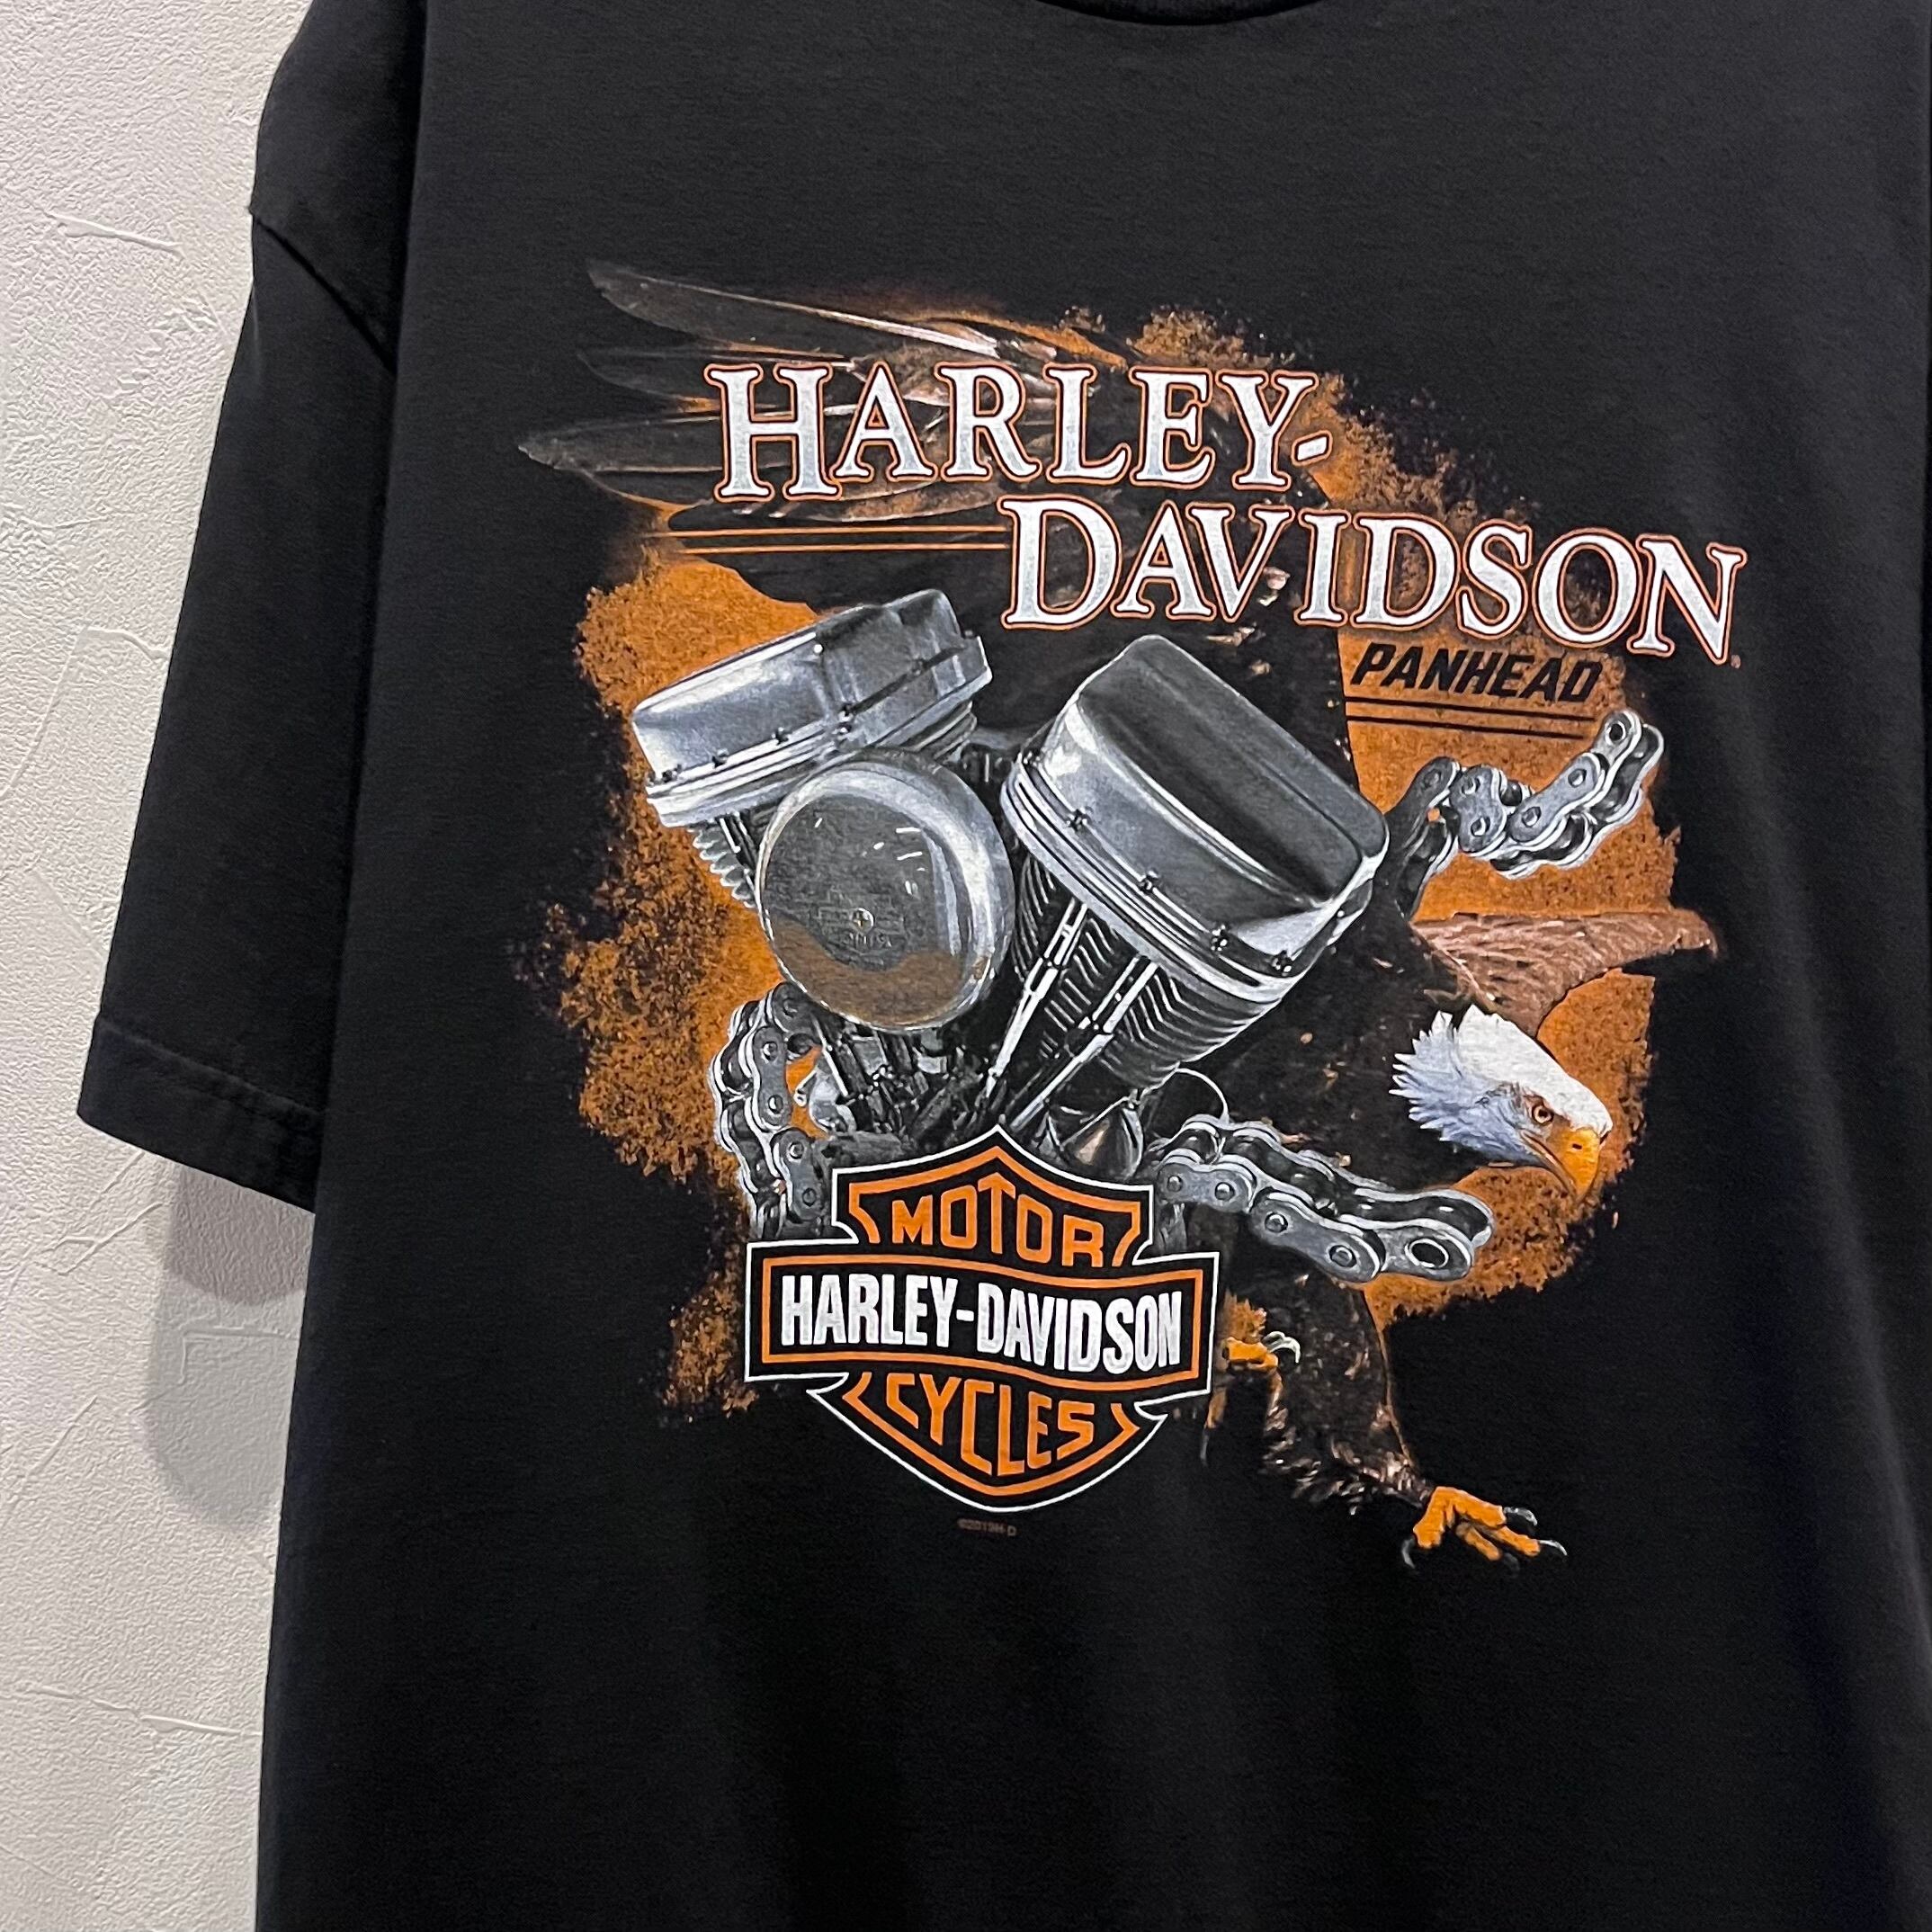 HARLEY-
DAVIDSON
PANHEAD
MOTOR
HARLEY-DAVIDSON
CYCLES